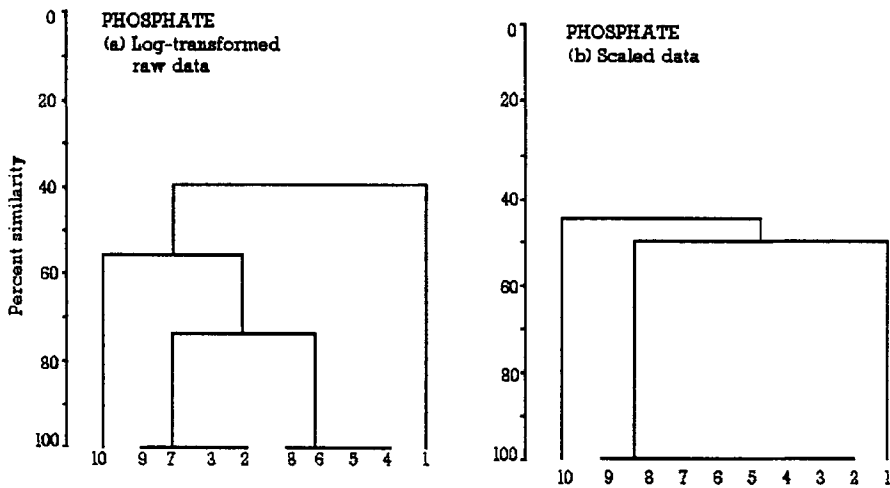 PHOSPHATE
(a) Log-transformed
raw data
Percent similarity
0
20
40
60
80
100
10 9 7 3 2 8 6 5 4 1
PHOSPHATE
(b) Scaled data
0
20
40
60
80
100
10 9 8 7 6 5 4 3 2 1